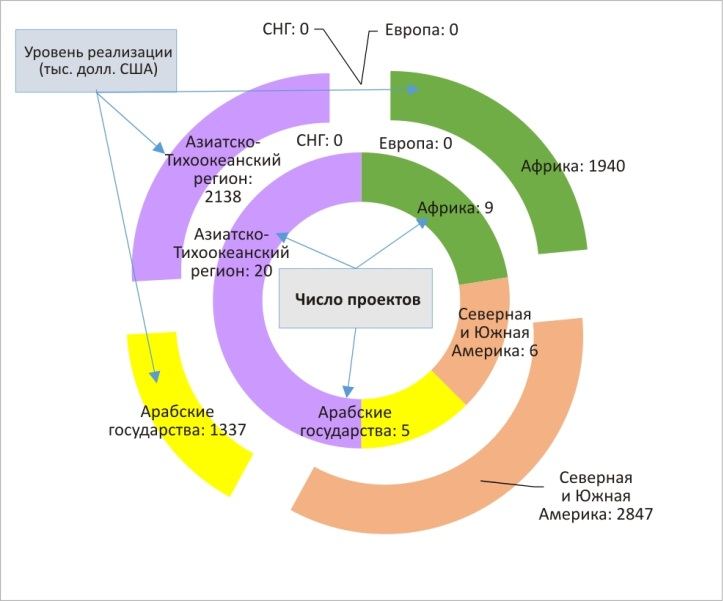 СНГ: 0
Европа: 0
Уровень реализации
(тыс. долл. США)
Азиатско-
Тихоокеанский
регион:
2138
СНГ: 0
Европа: 0
Африка: 1940
Африка: 9
Азиатско-
Тихоокеанский
регион: 20
Число проектов
Северная
и Южная
Америка: 6
Арабские
государства: 1337
Арабские
государства: 5
Северная
и Южная
Америка: 2847